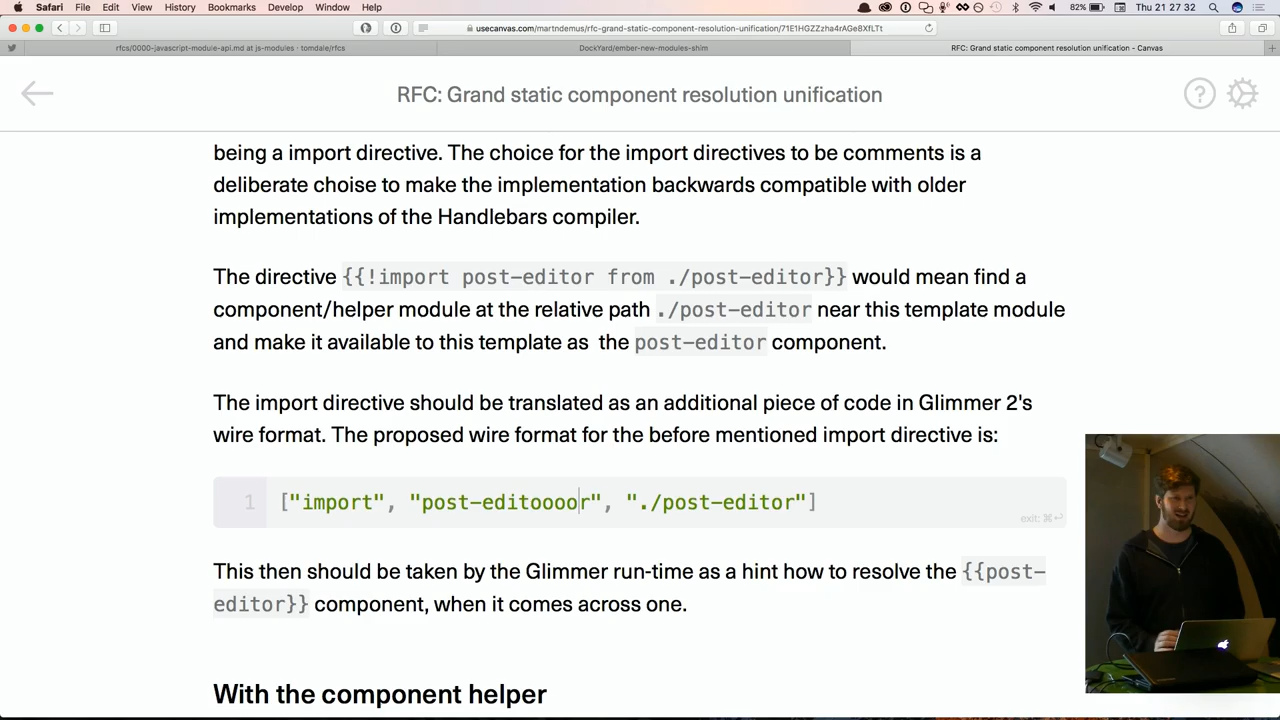 Safari File Edit View History Bookmarks Develop Window Help 82% Thu 21 27 32
usecanvas.com/martndemus/rfc-grand-static-component-resolution-unification/71E1HGZZzha4rAGe8XfLTt
rfcs/0000-javascript-module-api.md at js-modules · tomdale/rfcs DockYard/ember-new-modules-shim RFC: Grand static component resolution unification - Canvas
RFC: Grand static component resolution unification
being a import directive. The choice for the import directives to be comments is a
deliberate choise to make the implementation backwards compatible with older
implementations of the Handlebars compiler.
The directive {{!import post-editor from ./post-editor}} would mean find a
component/helper module at the relative path ./post-editor near this template module
and make it available to this template as the post-editor component.
The import directive should be translated as an additional piece of code in Glimmer 2's
wire format. The proposed wire format for the before mentioned import directive is:
1 ["import", "post-editoooor", "./post-editor"]
exit: ⌘↩
This then should be taken by the Glimmer run-time as a hint how to resolve the {{post-
editor}} component, when it comes across one.
With the component helper